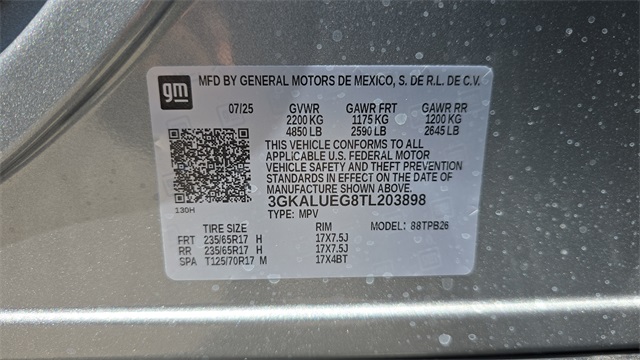 gm MFD BY GENERAL MOTORS DE MEXICO, S. DE R.L. DE C.V.
07/25 GVWR GAWR FRT GAWR RR
2200 KG 1175 KG 1200 KG
4850 LB 2590 LB 2645 LB
THIS VEHICLE CONFORMS TO ALL
APPLICABLE U.S. FEDERAL MOTOR
VEHICLE SAFETY AND THEFT PREVENTION
STANDARDS IN EFFECT ON THE DATE OF
MANUFACTURE SHOWN ABOVE.
3GKALUEG8TL203898
130H TYPE: MPV
TIRE SIZE RIM MODEL: 88TPB26
FRT 235/65R17 H 17X7.5J
RR 235/65R17 H 17X7.5J
SPA T125/70R17 M 17X4BT